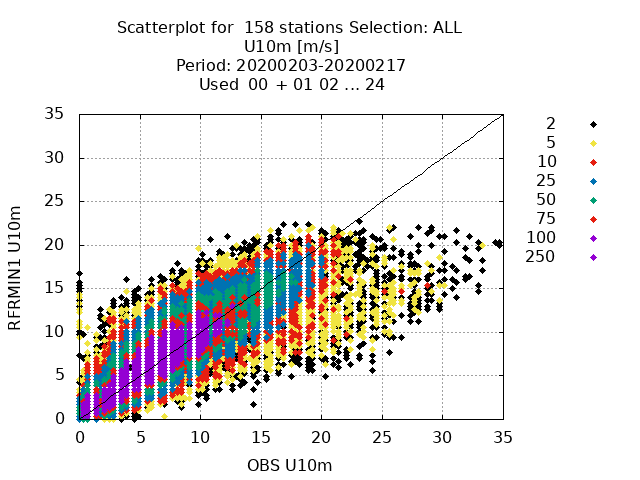 Scatterplot for  158 stations Selection: ALL
U10m [m/s]
Period: 20200203-20200217
Used  00 + 01 02 ... 24
35
30
25
20
15
10
5
0
0 5 10 15 20 25 30 35
RFRMIN1 U10m
OBS U10m
2
5
10
25
50
75
100
250